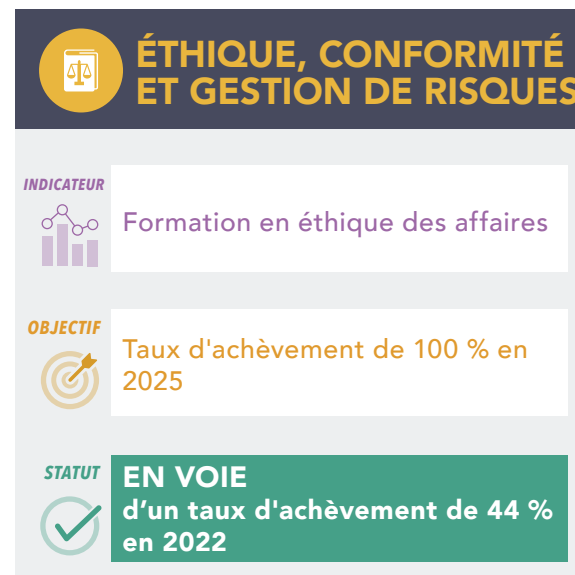 ÉTHIQUE, CONFORMITÉ
ET GESTION DE RISQUES
INDICATEUR
Formation en éthique des affaires
OBJECTIF
Taux d'achèvement de 100 % en
2025
STATUT
EN VOIE
d’un taux d'achèvement de 44 %
en 2022